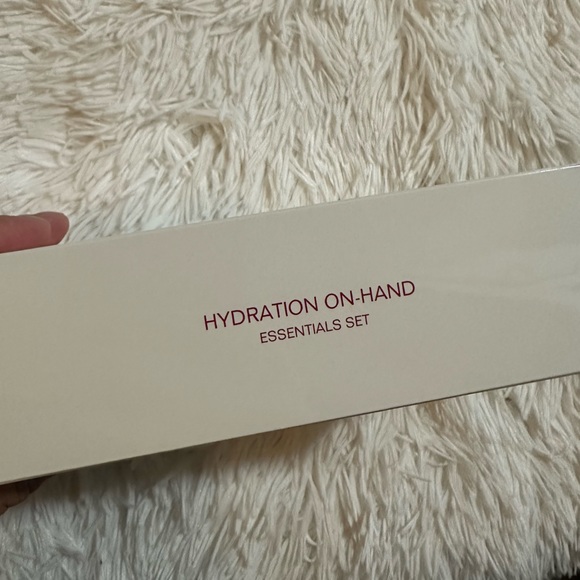 HYDRATION ON-HAND
ESSENTIALS SET